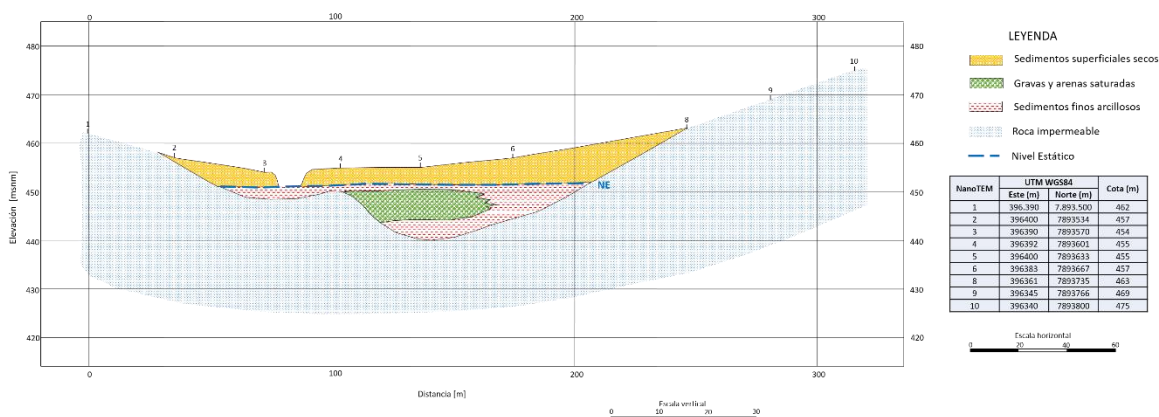 0 100 200 300
480 480
470 470
460 460
450 450
440 440
430 430
420 420
1 2 3 4 5 6 8 9 10
NE
Elevación [msnm]
0 100 200 300
Distancia [m]
Escala vertical
0 10 20 30
LEYENDA
Sedimentos superficiales secos
Gravas y arenas saturadas
Sedimentos finos arcillosos
Roca impermeable
Nivel Estático
NanoTEM UTM WGS84 Cota (m)
Este (m) Norte (m)
1 396.390 7.893.500 462
2 396400 7893534 457
3 396390 7893570 454
4 396392 7893601 455
5 396400 7893633 455
6 396383 7893667 457
8 396361 7893735 463
9 396345 7893766 469
10 396340 7893800 475
Escala horizontal
0 20 40 60